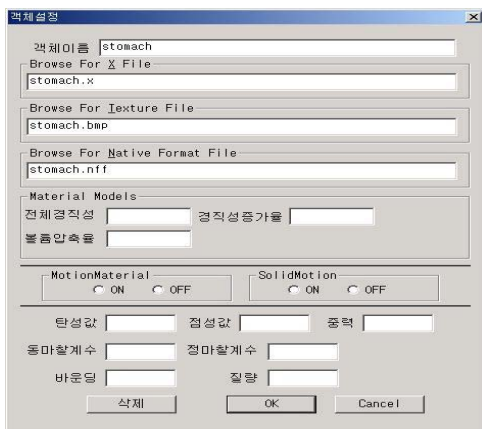 객체설정
객체이름 stomach
Browse For X File
stomach.x
Browse For Texture File
stomach.bmp
Browse For Native Format File
stomach.nff
Material Models
전체경직성 경직성증가율
볼륨압축율
MotionMaterial SolidMotion
ON OFF ON OFF
탄성값 점성값 중력
동마찰계수 정마찰계수
바운딩 질량
삭제 OK Cancel